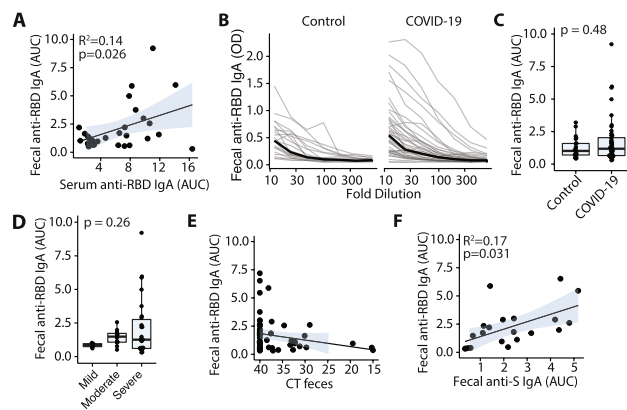 A
R²=0.14
p=0.026
Fecal anti-RBD IgA (AUC)
10.0
7.5
5.0
2.5
0.0
4 8 12 16
Serum anti-RBD IgA (AUC)
B
Control COVID-19
Fecal anti-RBD IgA (OD)
2.0
1.5
1.0
0.5
0.0
10 30 100 300 10 30 100 300
Fold Dilution
C
p = 0.48
Fecal anti-RBD IgA (AUC)
10.0
7.5
5.0
2.5
0.0
Control
COVID-19
D
p = 0.26
Fecal anti-RBD IgA (AUC)
10.0
7.5
5.0
2.5
0.0
Mild
Moderate
Severe
E
Fecal anti-RBD IgA (AUC)
10.0
7.5
5.0
2.5
0.0
40 35 30 25 20 15
CT feces
F
R²=0.17
p=0.031
Fecal anti-RBD IgA (AUC)
10.0
7.5
5.0
2.5
0.0
1 2 3 4 5
Fecal anti-S IgA (AUC)